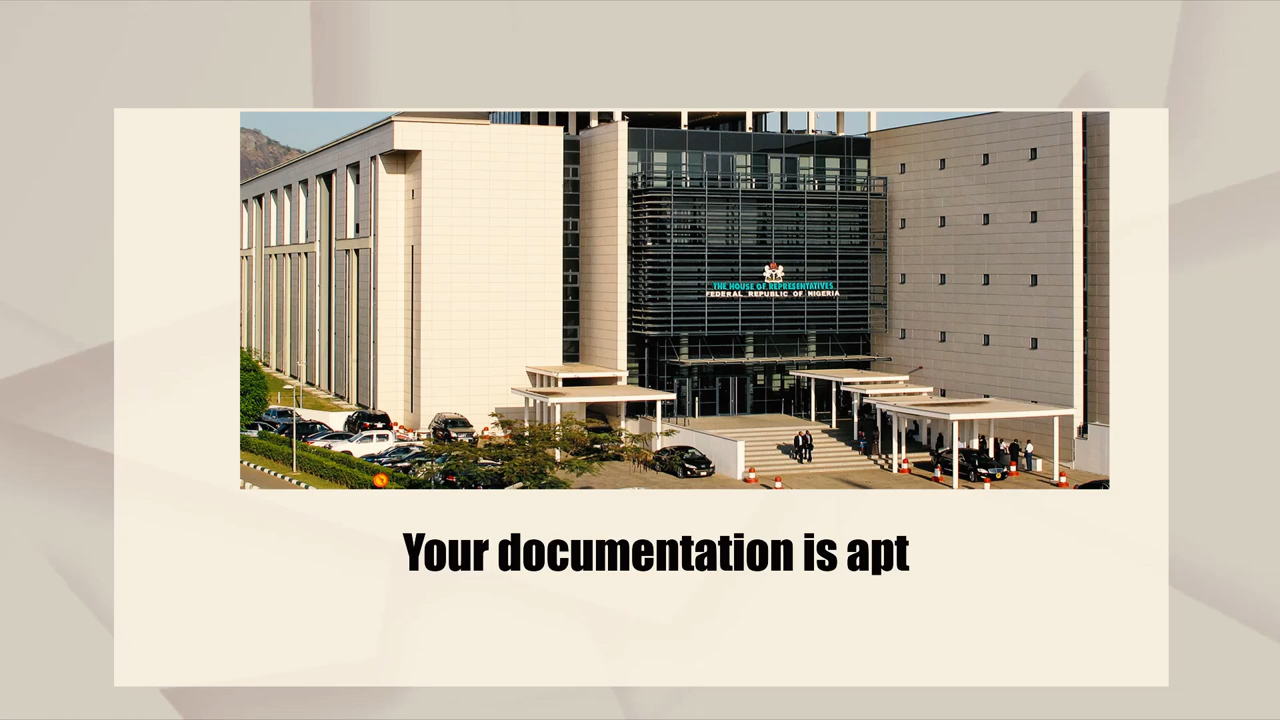 THE HOUSE OF REPRESENTATIVES
FEDERAL REPUBLIC OF NIGERIA
Your documentation is apt